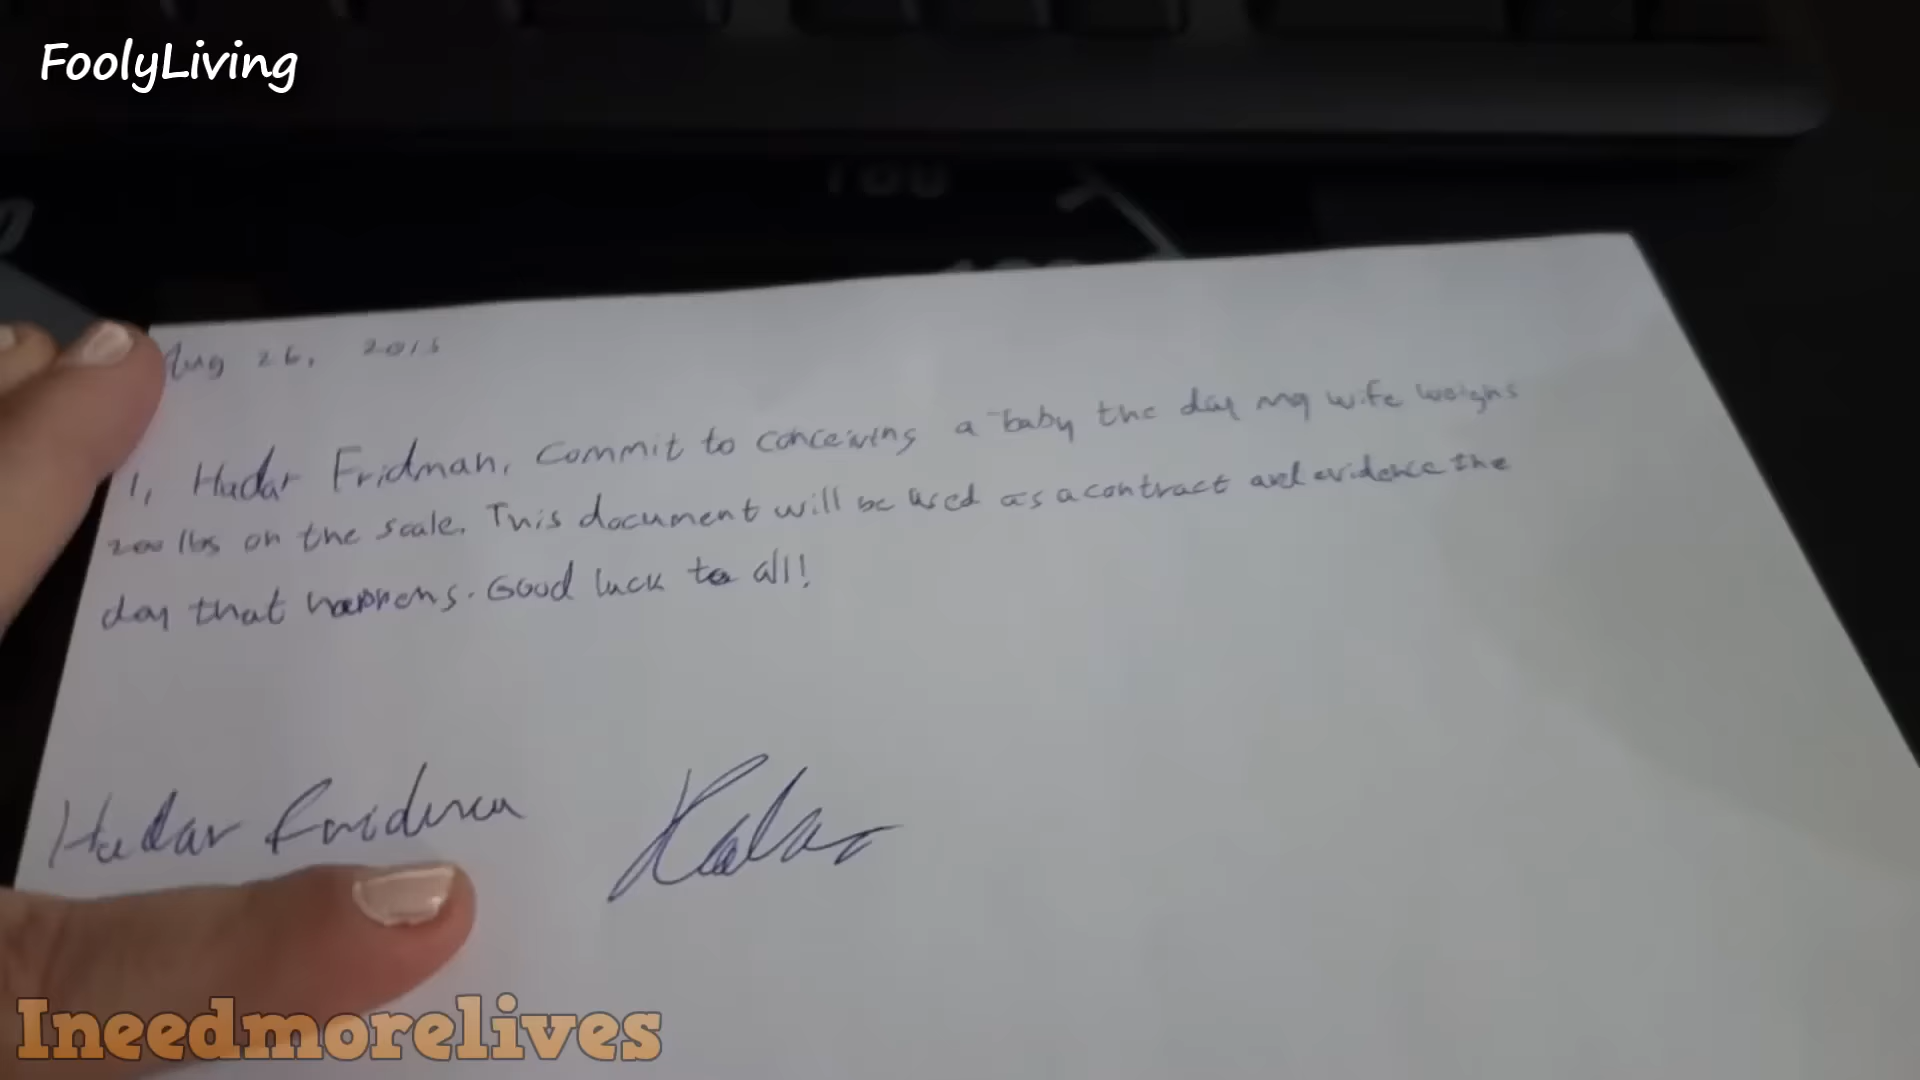 FoolyLiving
Aug 26, 2015
I, Hadar Fridman, commit to conceiving a baby the day my wife weighs
200 lbs on the scale. This document will be used as a contract and evidence the
day that happens. Good luck to all!
Hadar Fridman
Ineedmorelives